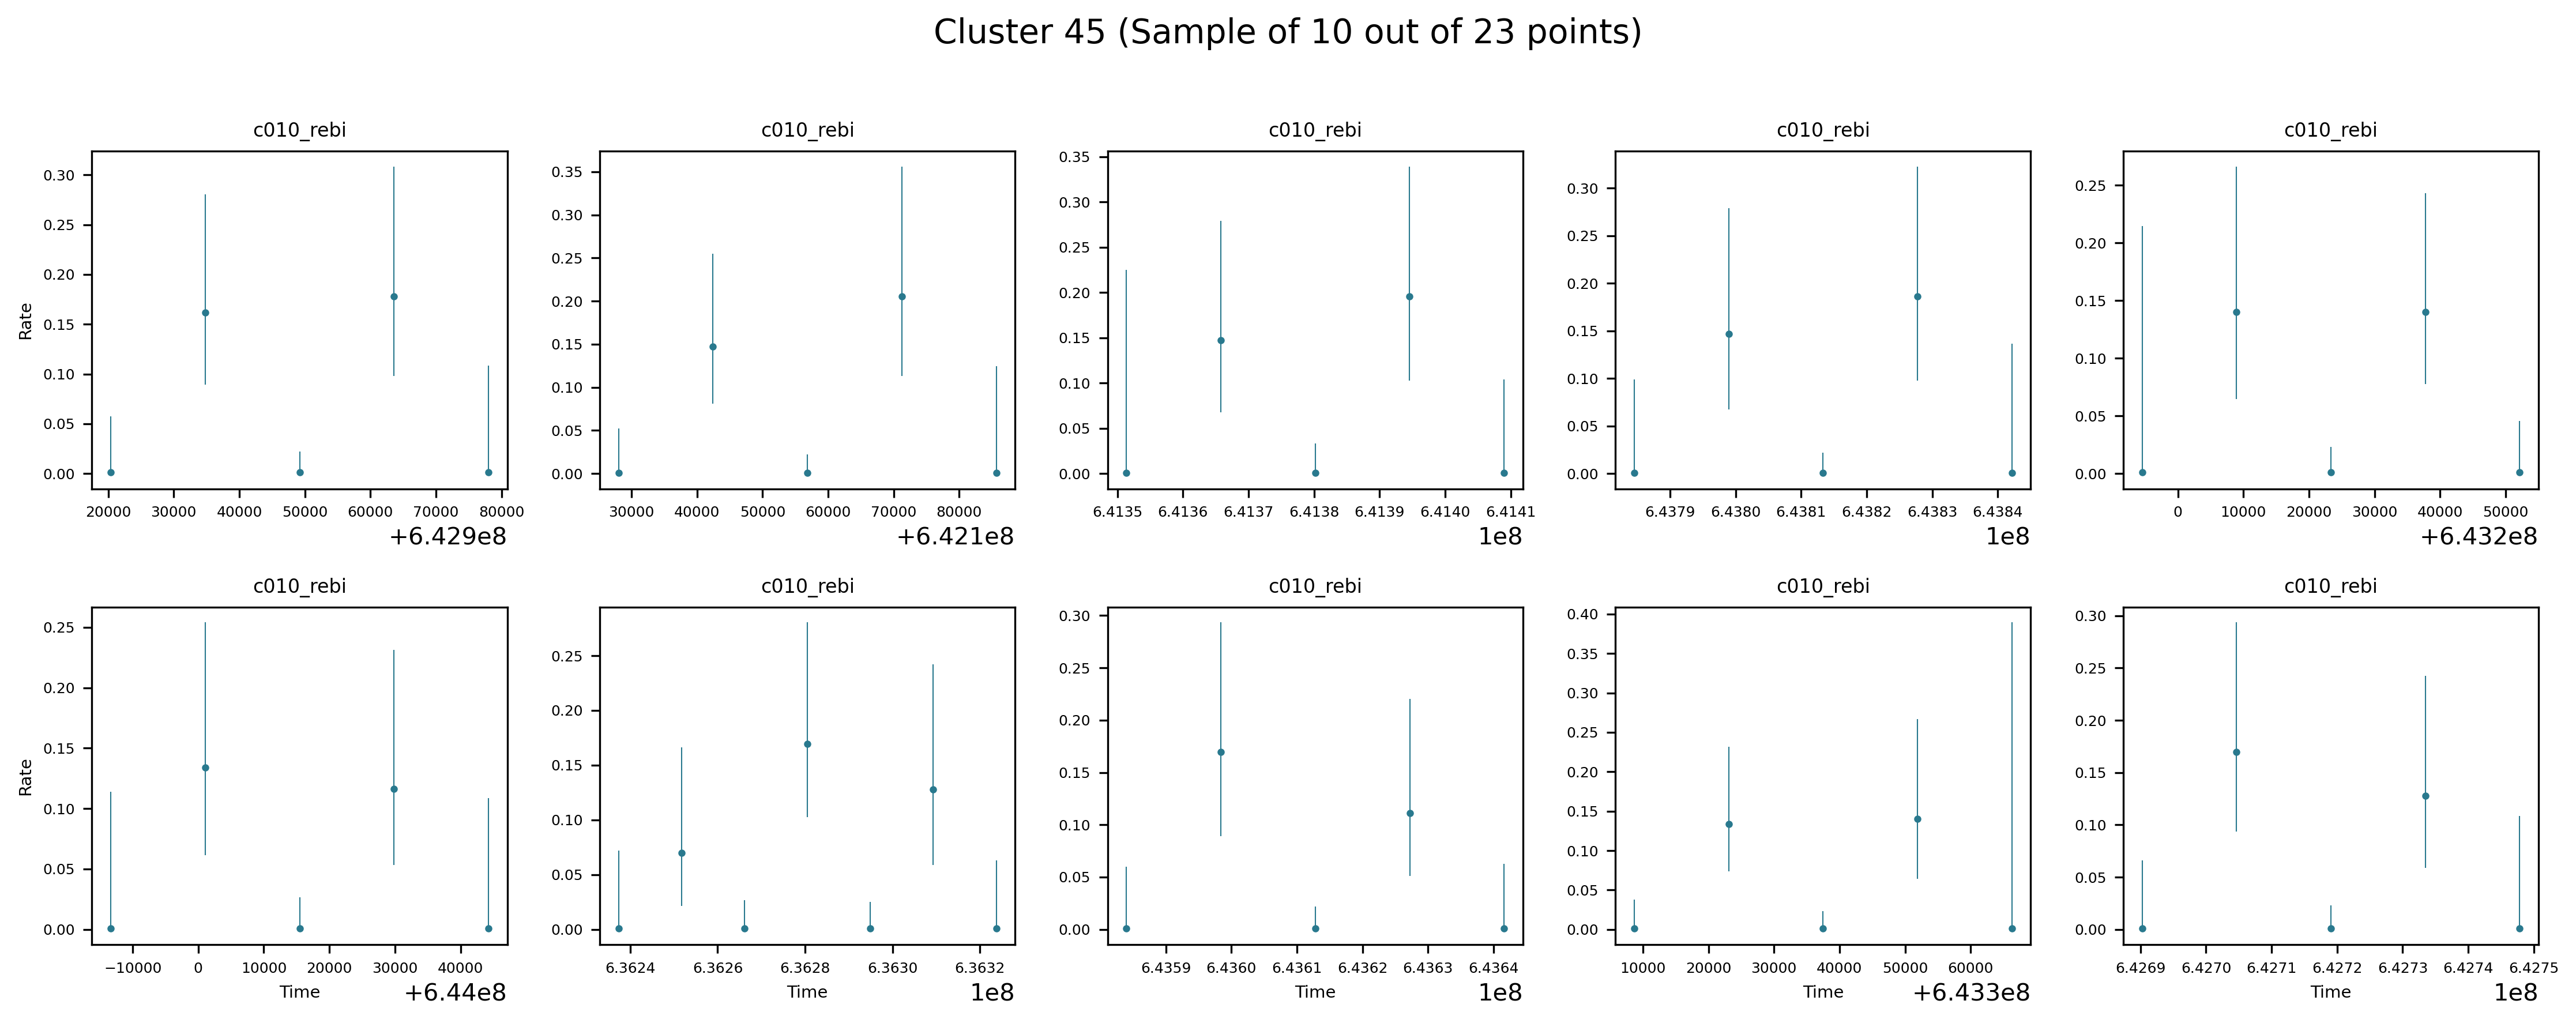 Cluster 45 (Sample of 10 out of 23 points)
c010_rebi c010_rebi c010_rebi c010_rebi c010_rebi
Rate
0.30 0.25 0.20 0.15 0.10 0.05 0.00
20000 30000 40000 50000 60000 70000 80000
+6.429e8
0.35 0.30 0.25 0.20 0.15 0.10 0.05 0.00
30000 40000 50000 60000 70000 80000
+6.421e8
0.35 0.30 0.25 0.20 0.15 0.10 0.05 0.00
6.4135 6.4136 6.4137 6.4138 6.4139 6.4140 6.4141
1e8
0.30 0.25 0.20 0.15 0.10 0.05 0.00
6.4379 6.4380 6.4381 6.4382 6.4383 6.4384
1e8
0.25 0.20 0.15 0.10 0.05 0.00
0 10000 20000 30000 40000 50000
+6.432e8
c010_rebi c010_rebi c010_rebi c010_rebi c010_rebi
Rate
0.25 0.20 0.15 0.10 0.05 0.00
−10000 0 10000 20000 30000 40000
Time +6.44e8
0.25 0.20 0.15 0.10 0.05 0.00
6.3624 6.3626 6.3628 6.3630 6.3632
Time 1e8
0.30 0.25 0.20 0.15 0.10 0.05 0.00
6.4359 6.4360 6.4361 6.4362 6.4363 6.4364
Time 1e8
0.40 0.35 0.30 0.25 0.20 0.15 0.10 0.05 0.00
10000 20000 30000 40000 50000 60000
Time +6.433e8
0.30 0.25 0.20 0.15 0.10 0.05 0.00
6.4269 6.4270 6.4271 6.4272 6.4273 6.4274 6.4275
Time 1e8